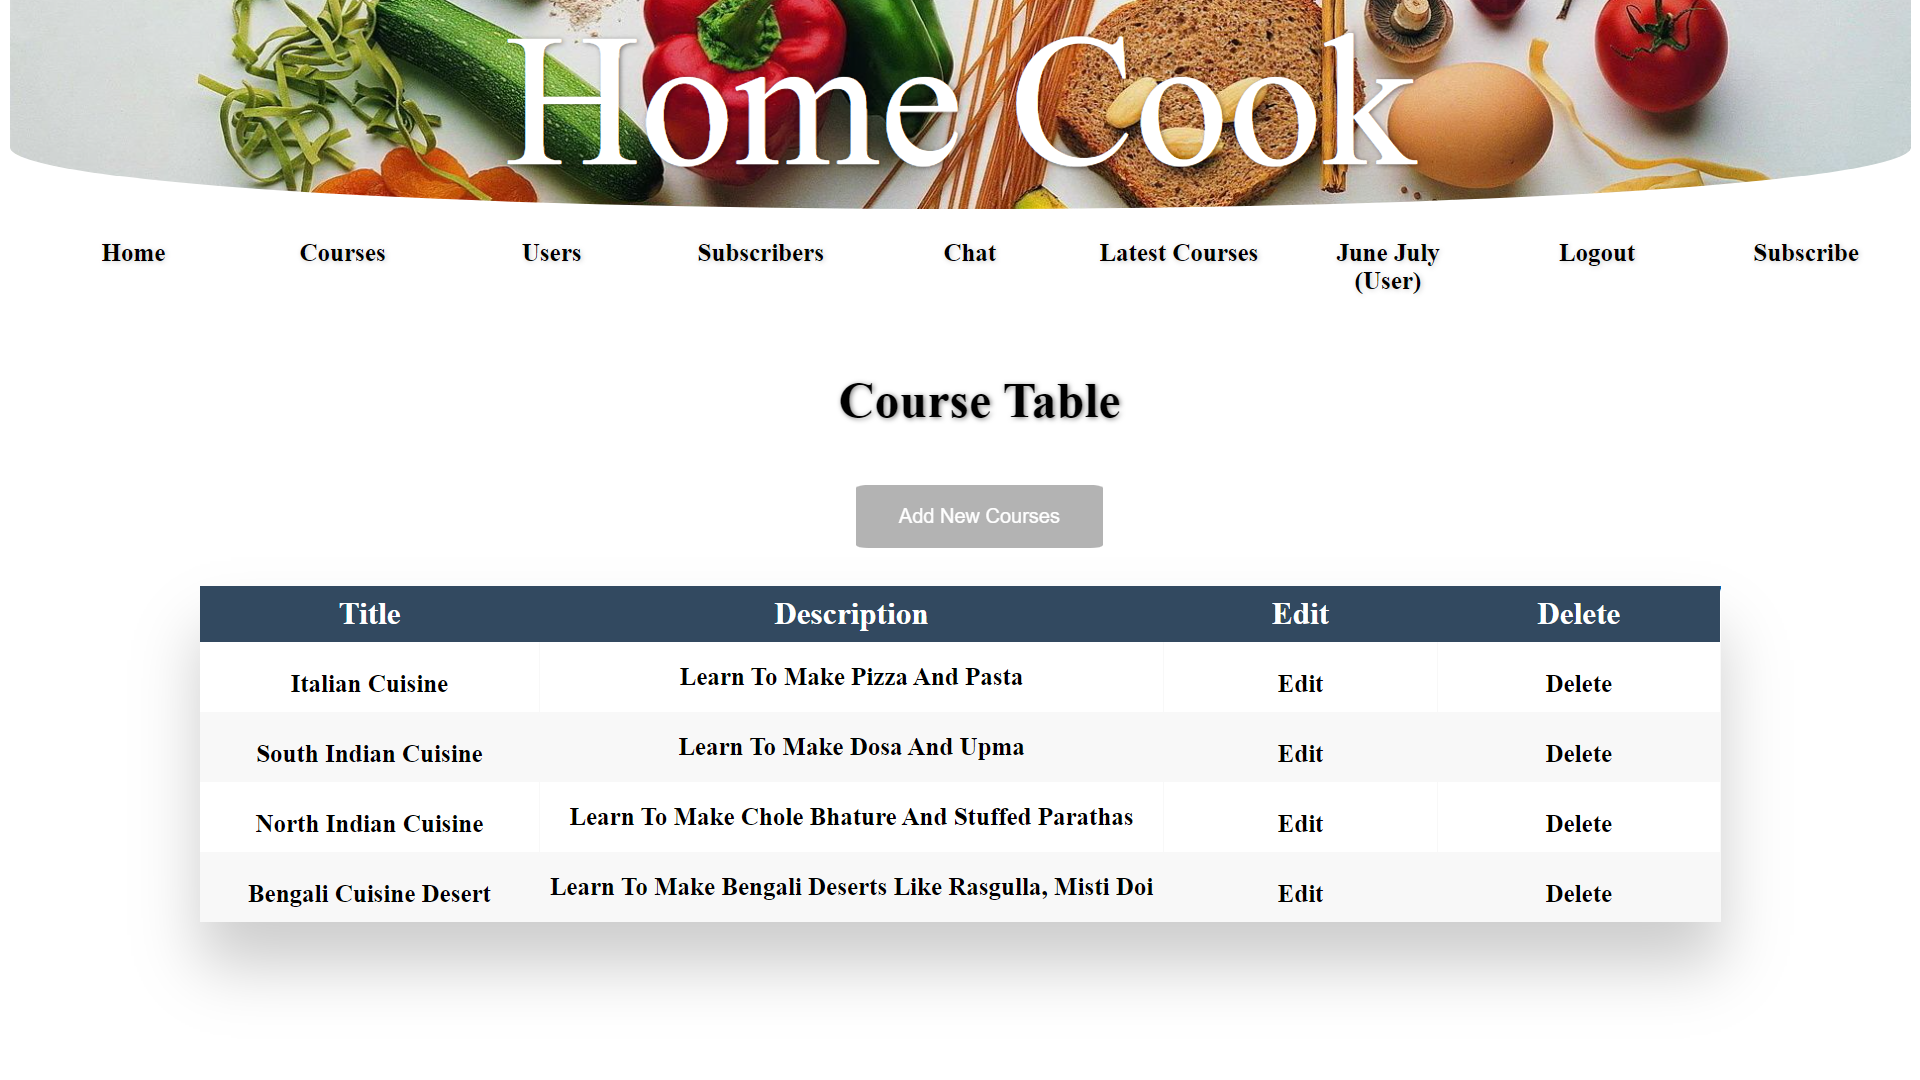 Home Cook
Home Courses Users Subscribers Chat Latest Courses June July (User) Logout Subscribe
Course Table
Add New Courses
Title Description Edit Delete
Italian Cuisine Learn To Make Pizza And Pasta Edit Delete
South Indian Cuisine Learn To Make Dosa And Upma Edit Delete
North Indian Cuisine Learn To Make Chole Bhature And Stuffed Parathas Edit Delete
Bengali Cuisine Desert Learn To Make Bengali Deserts Like Rasgulla, Misti Doi Edit Delete